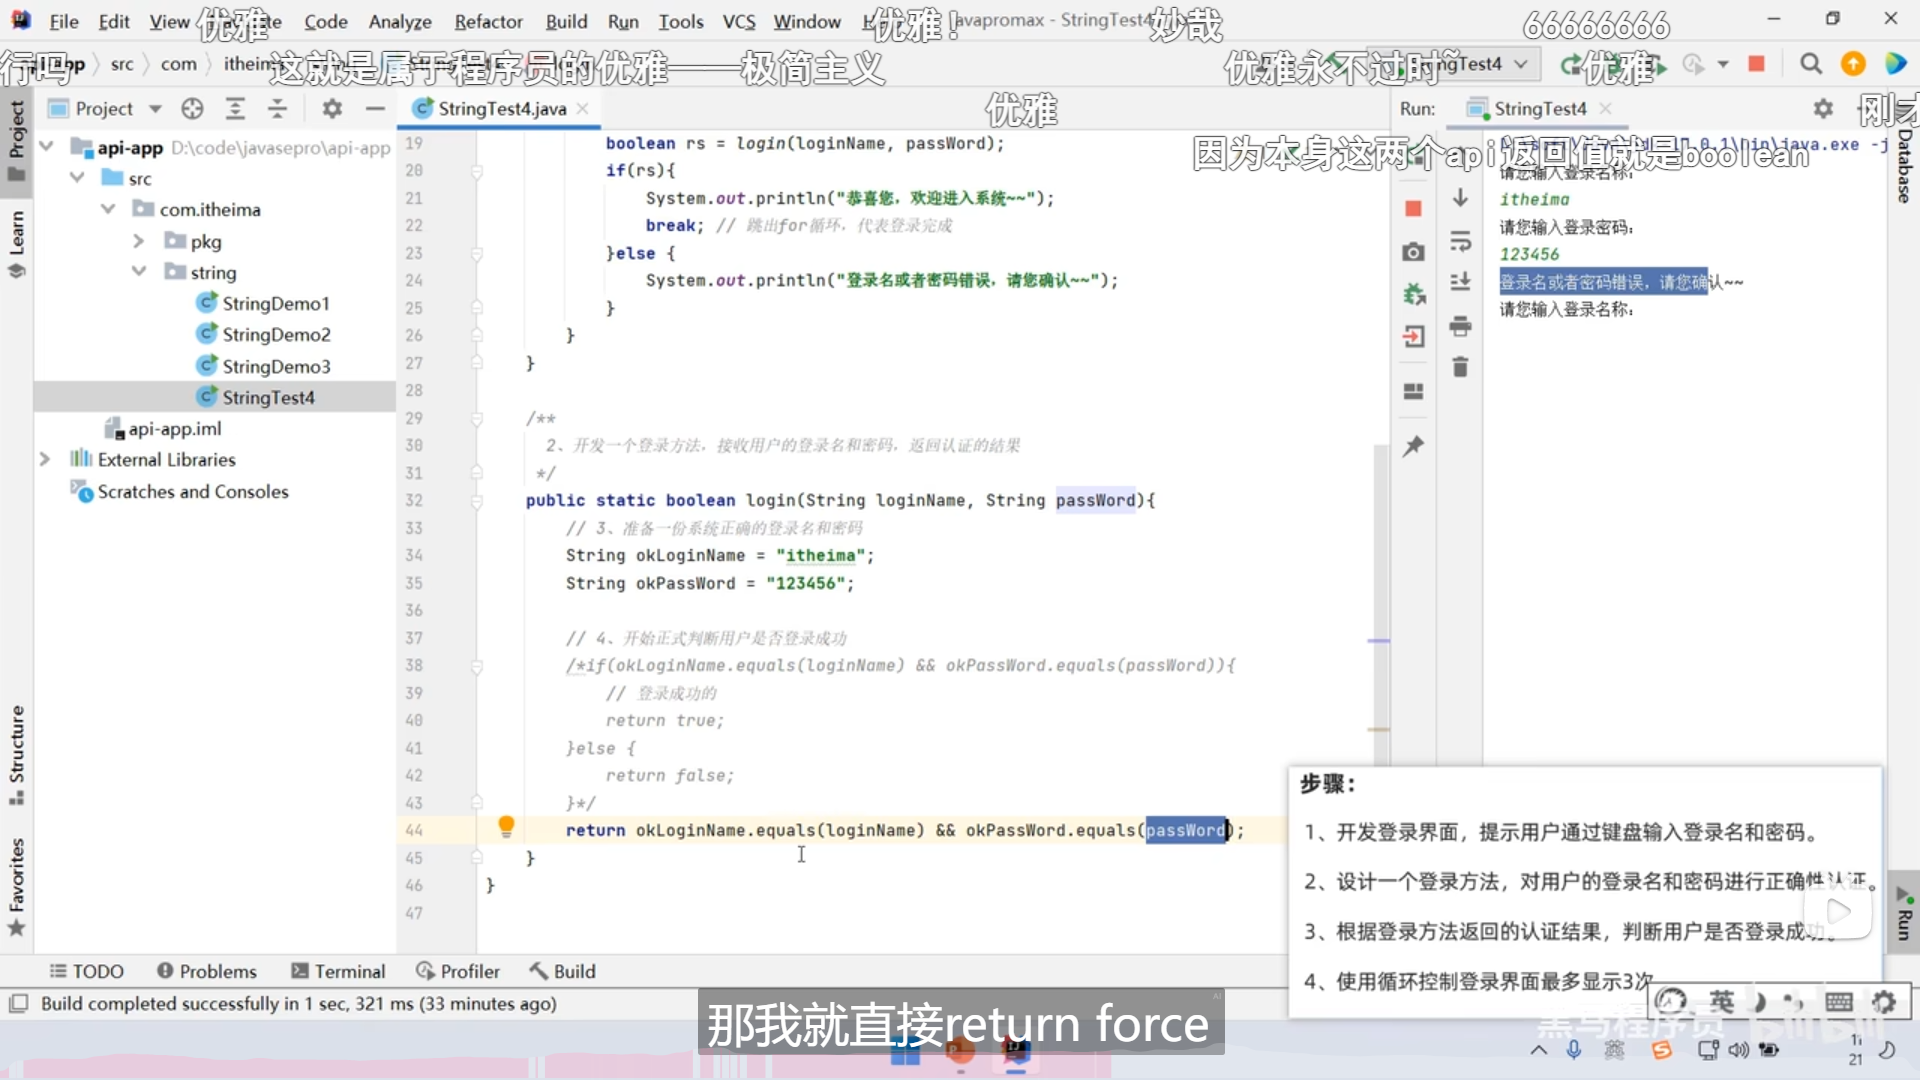 File Edit View Code Analyze Refactor Build Run Tools VCS Window
javapromax - StringTest4
优雅
优雅！
妙哉
66666666
行吗
src
com
这就是属于程序员的优雅——极简主义
优雅永不过时~
优雅
Project
StringTest4.java
优雅
Run:
StringTest4
刚才
api-app D:\code\javasepro\api-app
src
com.itheima
pkg
string
StringDemo1
StringDemo2
StringDemo3
StringTest4
api-app.iml
External Libraries
Scratches and Consoles
Project
Learn
Structure
Favorites
19 boolean rs = login(loginName, passWord);
20 if(rs){
21 System.out.println("恭喜您，欢迎进入系统~~");
22 break; // 跳出for循环，代表登录完成
23 }else {
24 System.out.println("登录名或者密码错误，请您确认~~");
25 }
26 }
27 }
28
29 /**
30 2、开发一个登录方法，接收用户的登录名和密码，返回认证的结果
31 */
32 public static boolean login(String loginName, String passWord){
33 // 3、准备一份系统正确的登录名和密码
34 String okLoginName = "itheima";
35 String okPassWord = "123456";
36
37 // 4、开始正式判断用户是否登录成功
38 /*if(okLoginName.equals(loginName) && okPassWord.equals(passWord)){
39 // 登录成功的
40 return true;
41 }else {
42 return false;
43 }*/
44 return okLoginName.equals(loginName) && okPassWord.equals(passWord);
45 }
46 }
47
因为本身这两个api返回值就是boolean
请您输入登录名称：
itheima
请您输入登录密码：
123456
登录名或者密码错误，请您确认~~
请您输入登录名称：
Database
Run
步骤：
1、开发登录界面，提示用户通过键盘输入登录名和密码。
2、设计一个登录方法，对用户的登录名和密码进行正确性认证。
3、根据登录方法返回的认证结果，判断用户是否登录成功。
4、使用循环控制登录界面最多显示3次
TODO Problems Terminal Profiler Build
Build completed successfully in 1 sec, 321 ms (33 minutes ago)
那我就直接return force
英
黑马程序员
bilibili
英